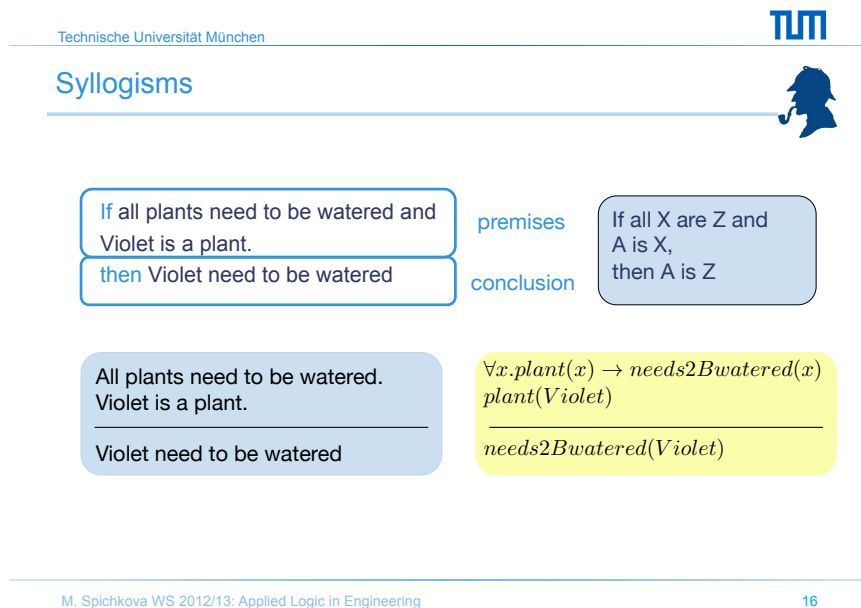 Technische Universität München
TUM
Syllogisms
If all plants need to be watered and
Violet is a plant.
then Violet need to be watered
premises
conclusion
If all X are Z and
A is X,
then A is Z
All plants need to be watered.
Violet is a plant.
Violet need to be watered
∀x.plant(x) → needs2Bwatered(x)
plant(Violet)
needs2Bwatered(Violet)
M. Spichkova WS 2012/13: Applied Logic in Engineering
16